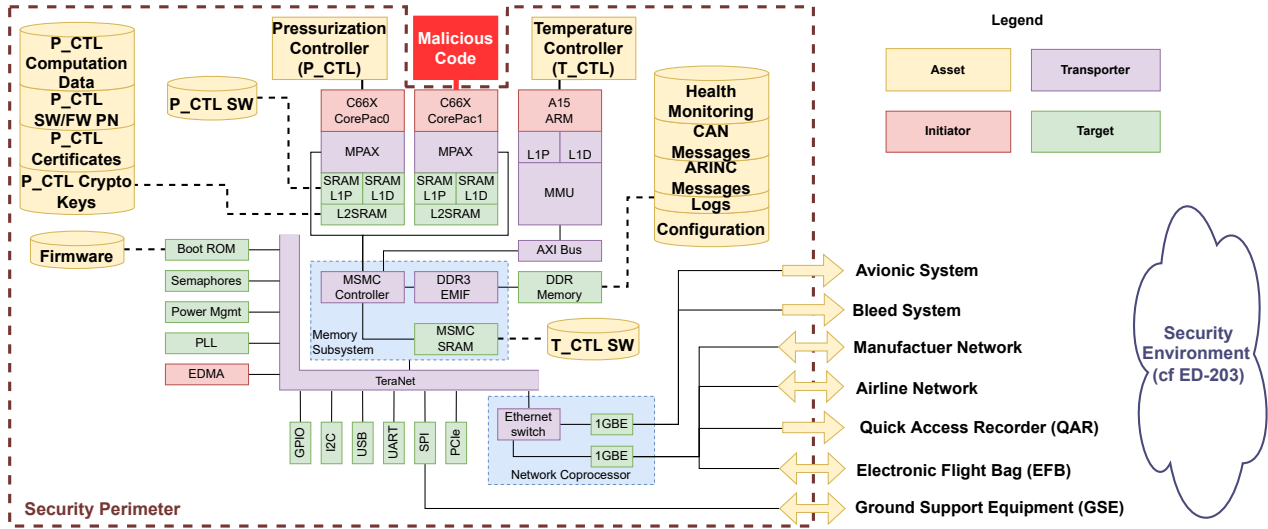 P_CTL
Computation
Data
P_CTL
SW/FW PN
P_CTL
Certificates
P_CTL Crypto
Keys
P_CTL SW
Firmware
Pressurization
Controller
(P_CTL)
Malicious
Code
Temperature
Controller
(T_CTL)
C66X
CorePac0
C66X
CorePac1
A15
ARM
MPAX
MPAX
L1P
L1D
MMU
SRAM
L1P
SRAM
L1D
SRAM
L1P
SRAM
L1D
L2SRAM
L2SRAM
AXI Bus
Health
Monitoring
CAN
Messages
ARINC
Messages
Logs
Configuration
Boot ROM
Semaphores
Power Mgmt
PLL
EDMA
MSMC
Controller
DDR3
EMIF
DDR
Memory
Memory
Subsystem
MSMC
SRAM
T_CTL SW
TeraNet
GPIO
I2C
USB
UART
SPI
PCIe
Ethernet
switch
1GBE
1GBE
Network Coprocessor
Security Perimeter
Legend
Asset
Transporter
Initiator
Target
Avionic System
Bleed System
Manufactuer Network
Airline Network
Quick Access Recorder (QAR)
Electronic Flight Bag (EFB)
Ground Support Equipment (GSE)
Security
Environment
(cf ED-203)